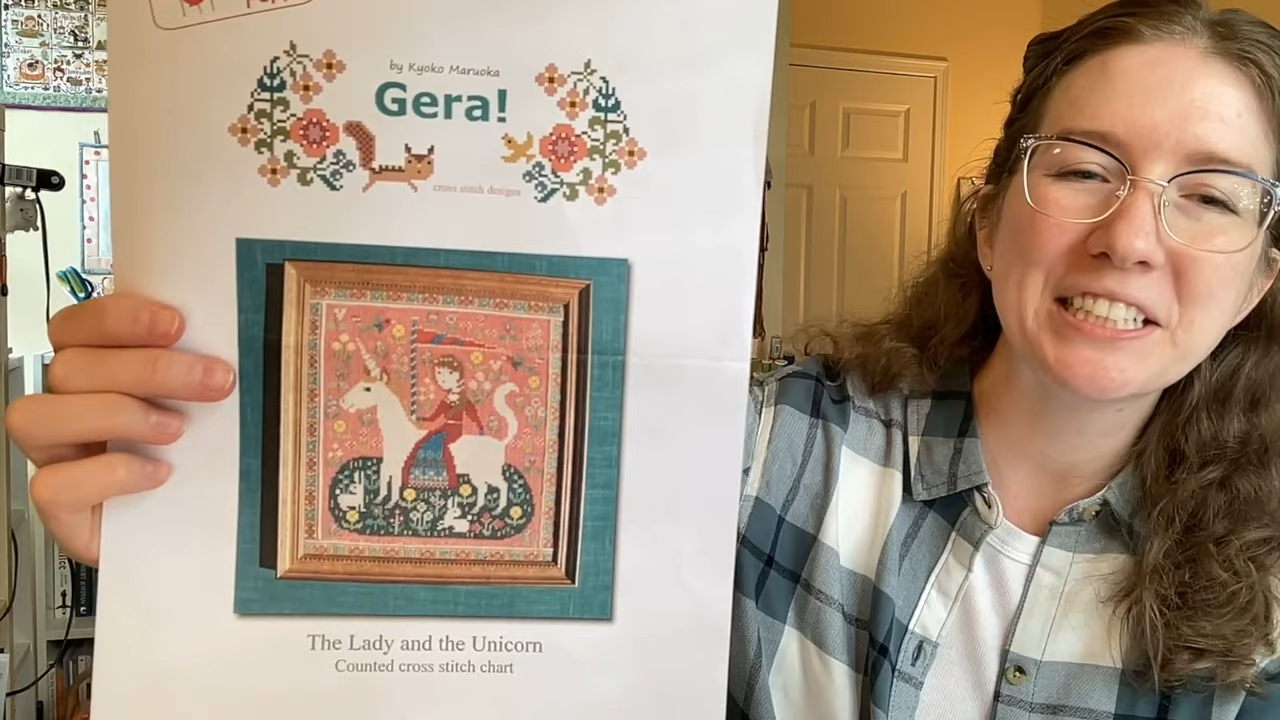 by Kyoko Maruoka
Gera!
cross stitch designs
The Lady and the Unicorn
Counted cross stitch chart